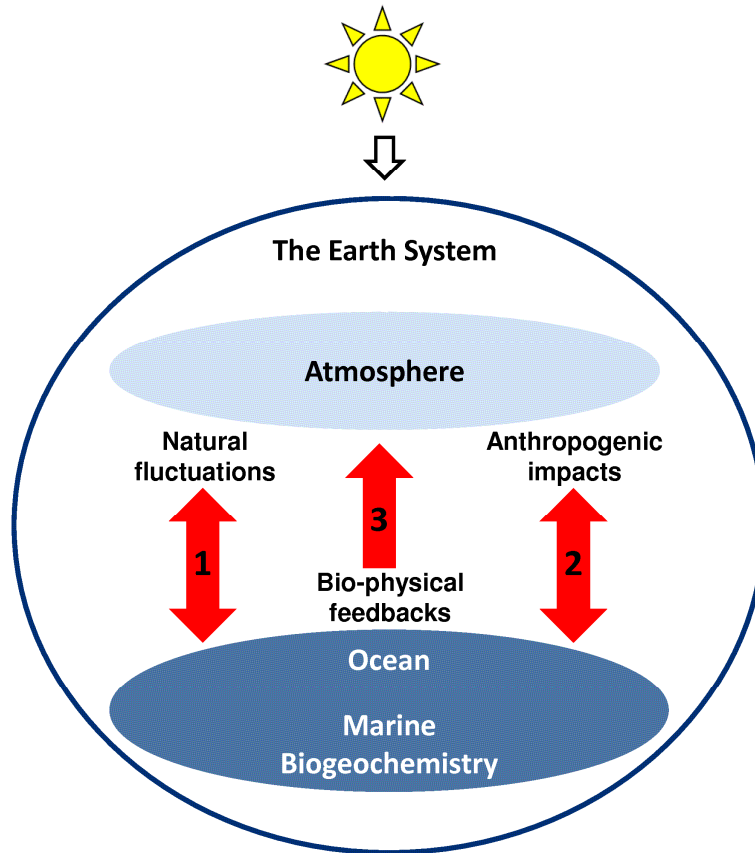 The Earth System
Atmosphere
Natural
fluctuations
Anthropogenic
impacts
3
1
2
Bio-physical
feedbacks
Ocean
Marine
Biogeochemistry